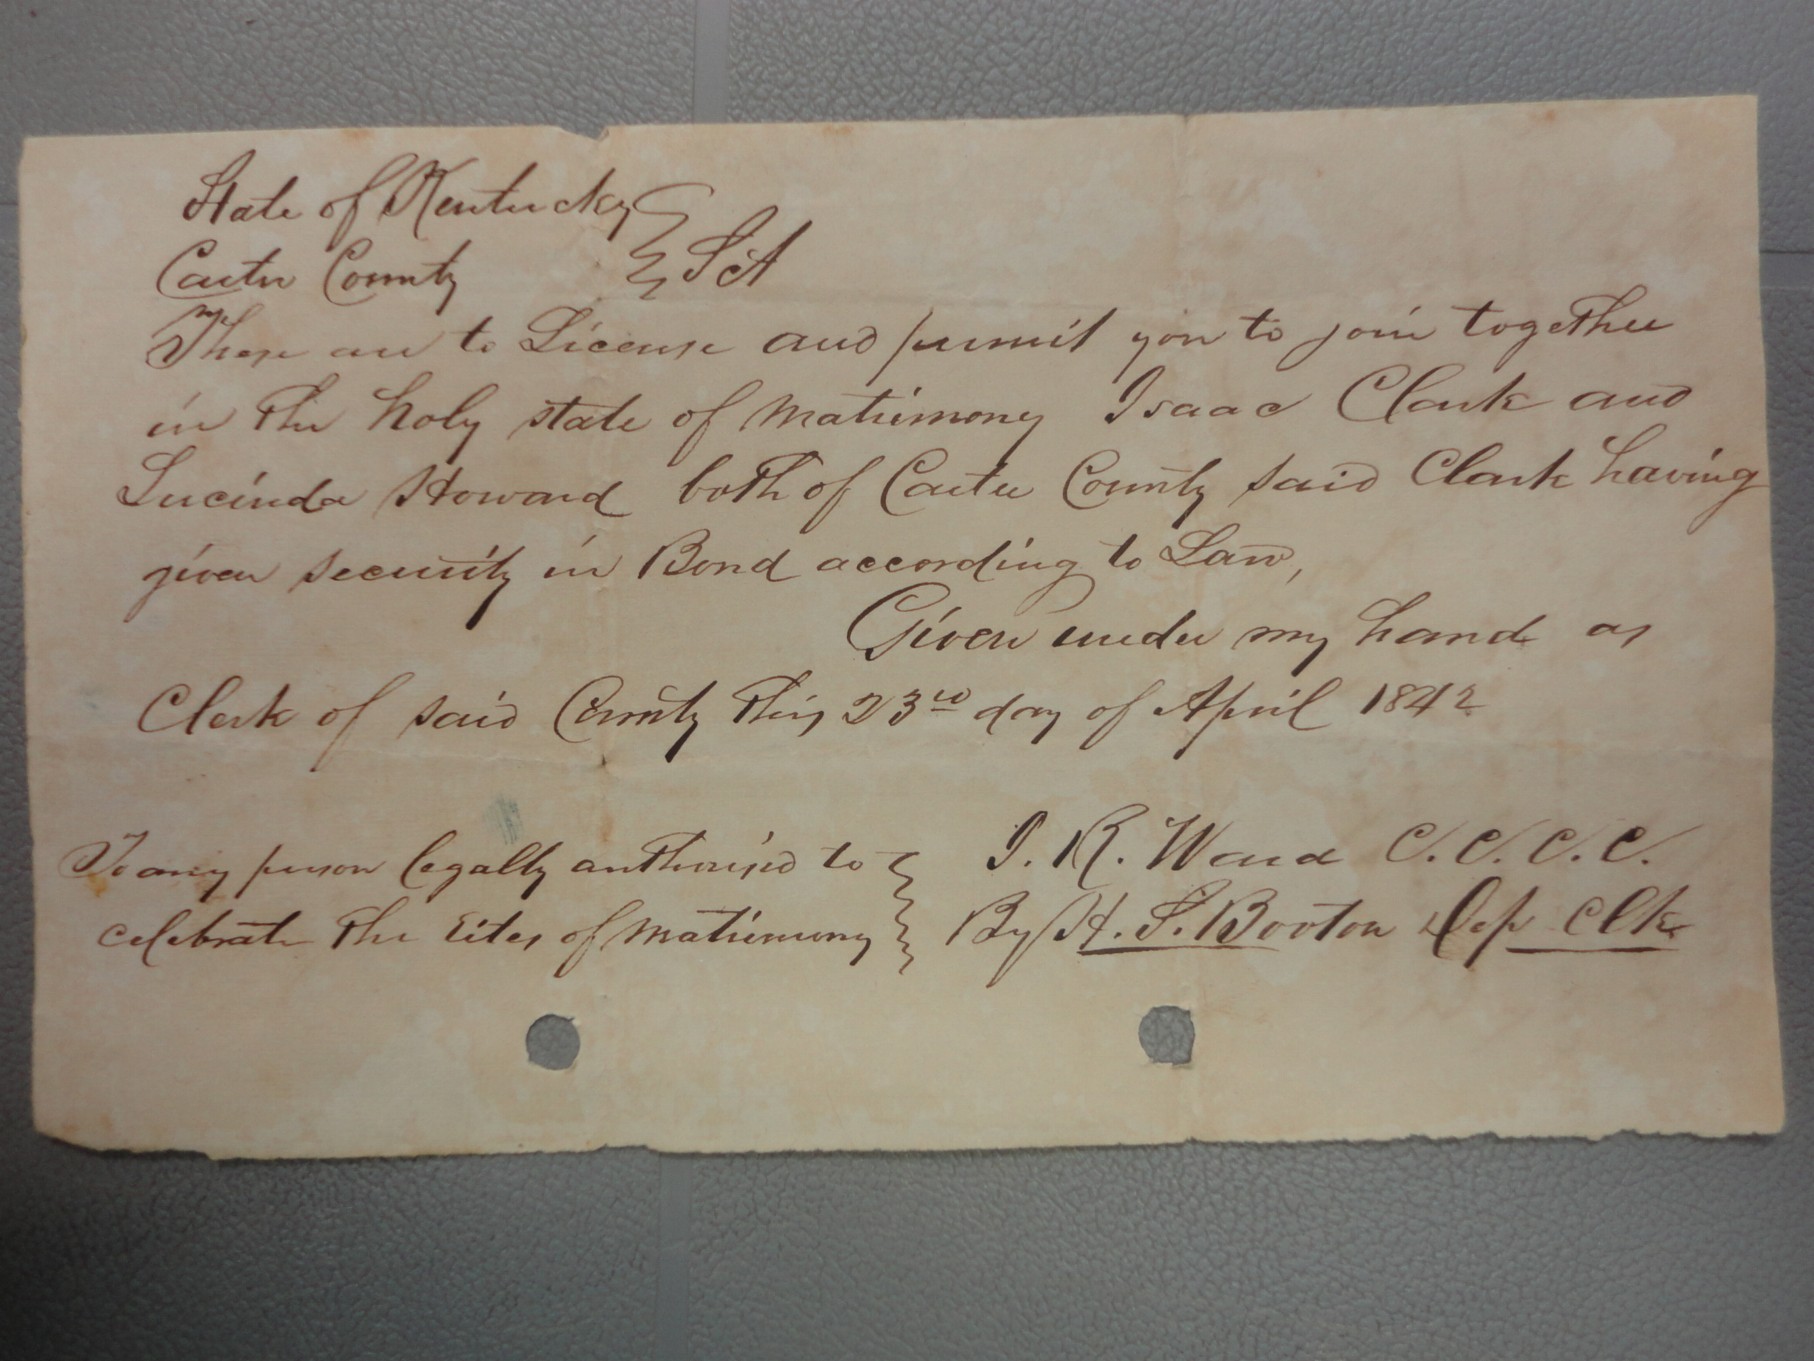 State of Kentucky
Carter County } Sct
These are to License and permit you to join together
in the holy state of Matrimony Isaac Clark and
Lucinda Howard both of Carter County said Clark having
given security in Bond according to Law,
Given under my hand as
Clerk of said County this 23rd day of April 1842
To any person legally authorised to
celebrate the rites of Matrimony
J. R. Ward C. C. C. C.
By H. S. Booton Dep Clk